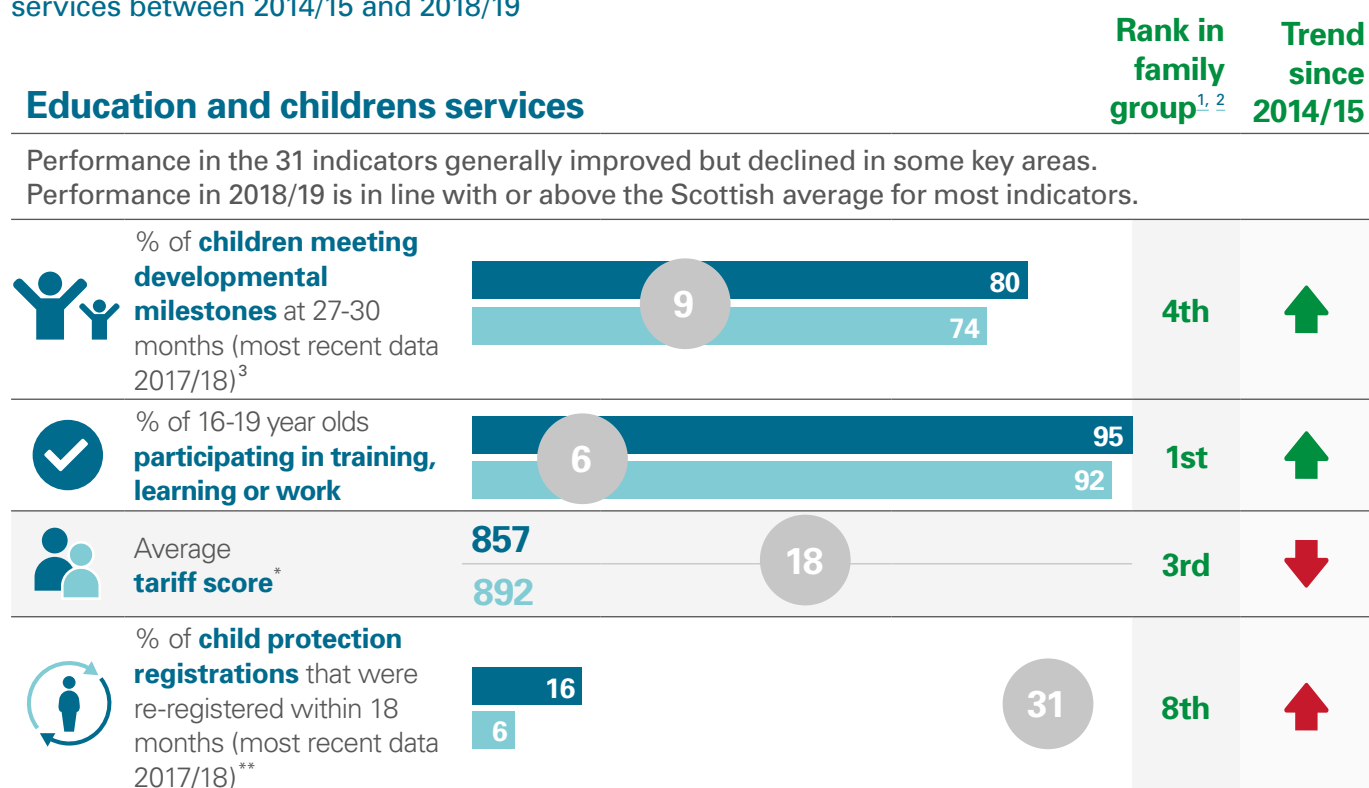 services between 2014/15 and 2018/19
Rank in
family
group1, 2
Trend
since
2014/15
Education and childrens services
Performance in the 31 indicators generally improved but declined in some key areas.
Performance in 2018/19 is in line with or above the Scottish average for most indicators.
% of children meeting
developmental
milestones at 27-30
months (most recent data
2017/18)3
80
9
74
4th
% of 16-19 year olds
participating in training,
learning or work
95
6
92
1st
Average
tariff score*
857
18
892
3rd
% of child protection
registrations that were
re-registered within 18
months (most recent data
2017/18)**
16
31
6
8th